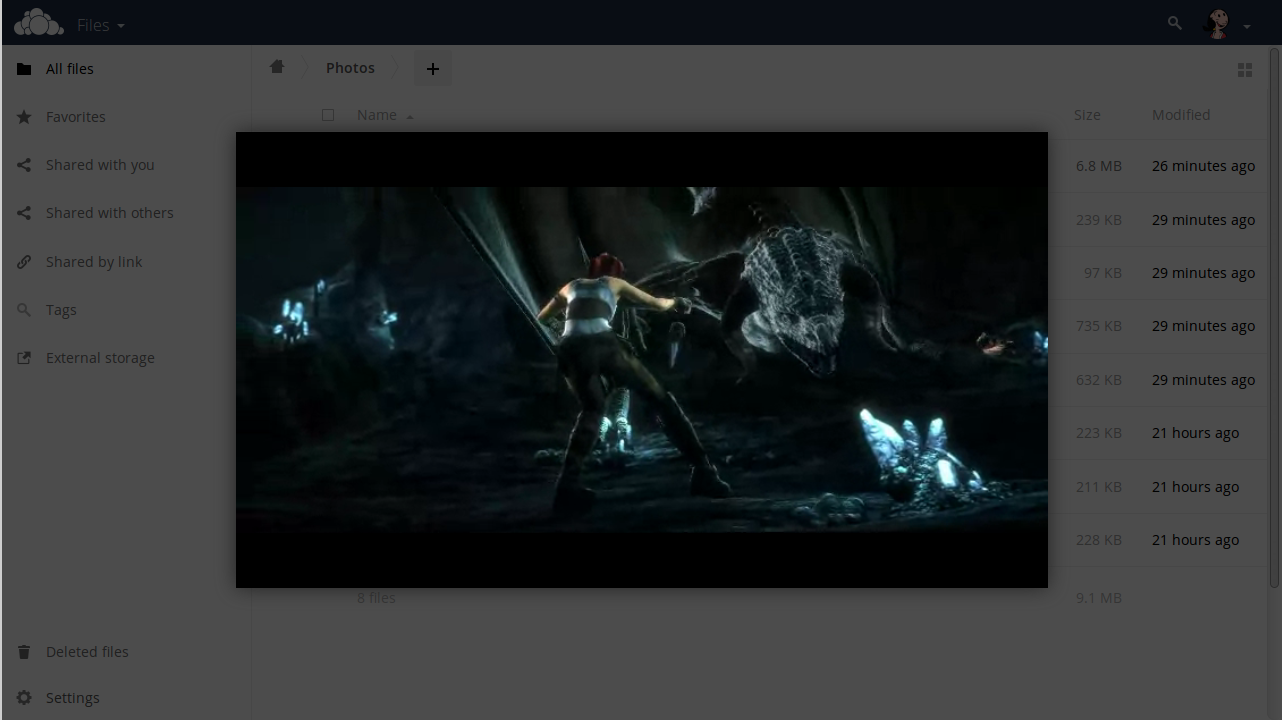 Files
All files
Favorites
Shared with you
Shared with others
Shared by link
Tags
External storage
Deleted files
Settings
Photos
+
Name Size Modified
6.8 MB 26 minutes ago
239 KB 29 minutes ago
97 KB 29 minutes ago
735 KB 29 minutes ago
632 KB 29 minutes ago
223 KB 21 hours ago
211 KB 21 hours ago
228 KB 21 hours ago
8 files 9.1 MB